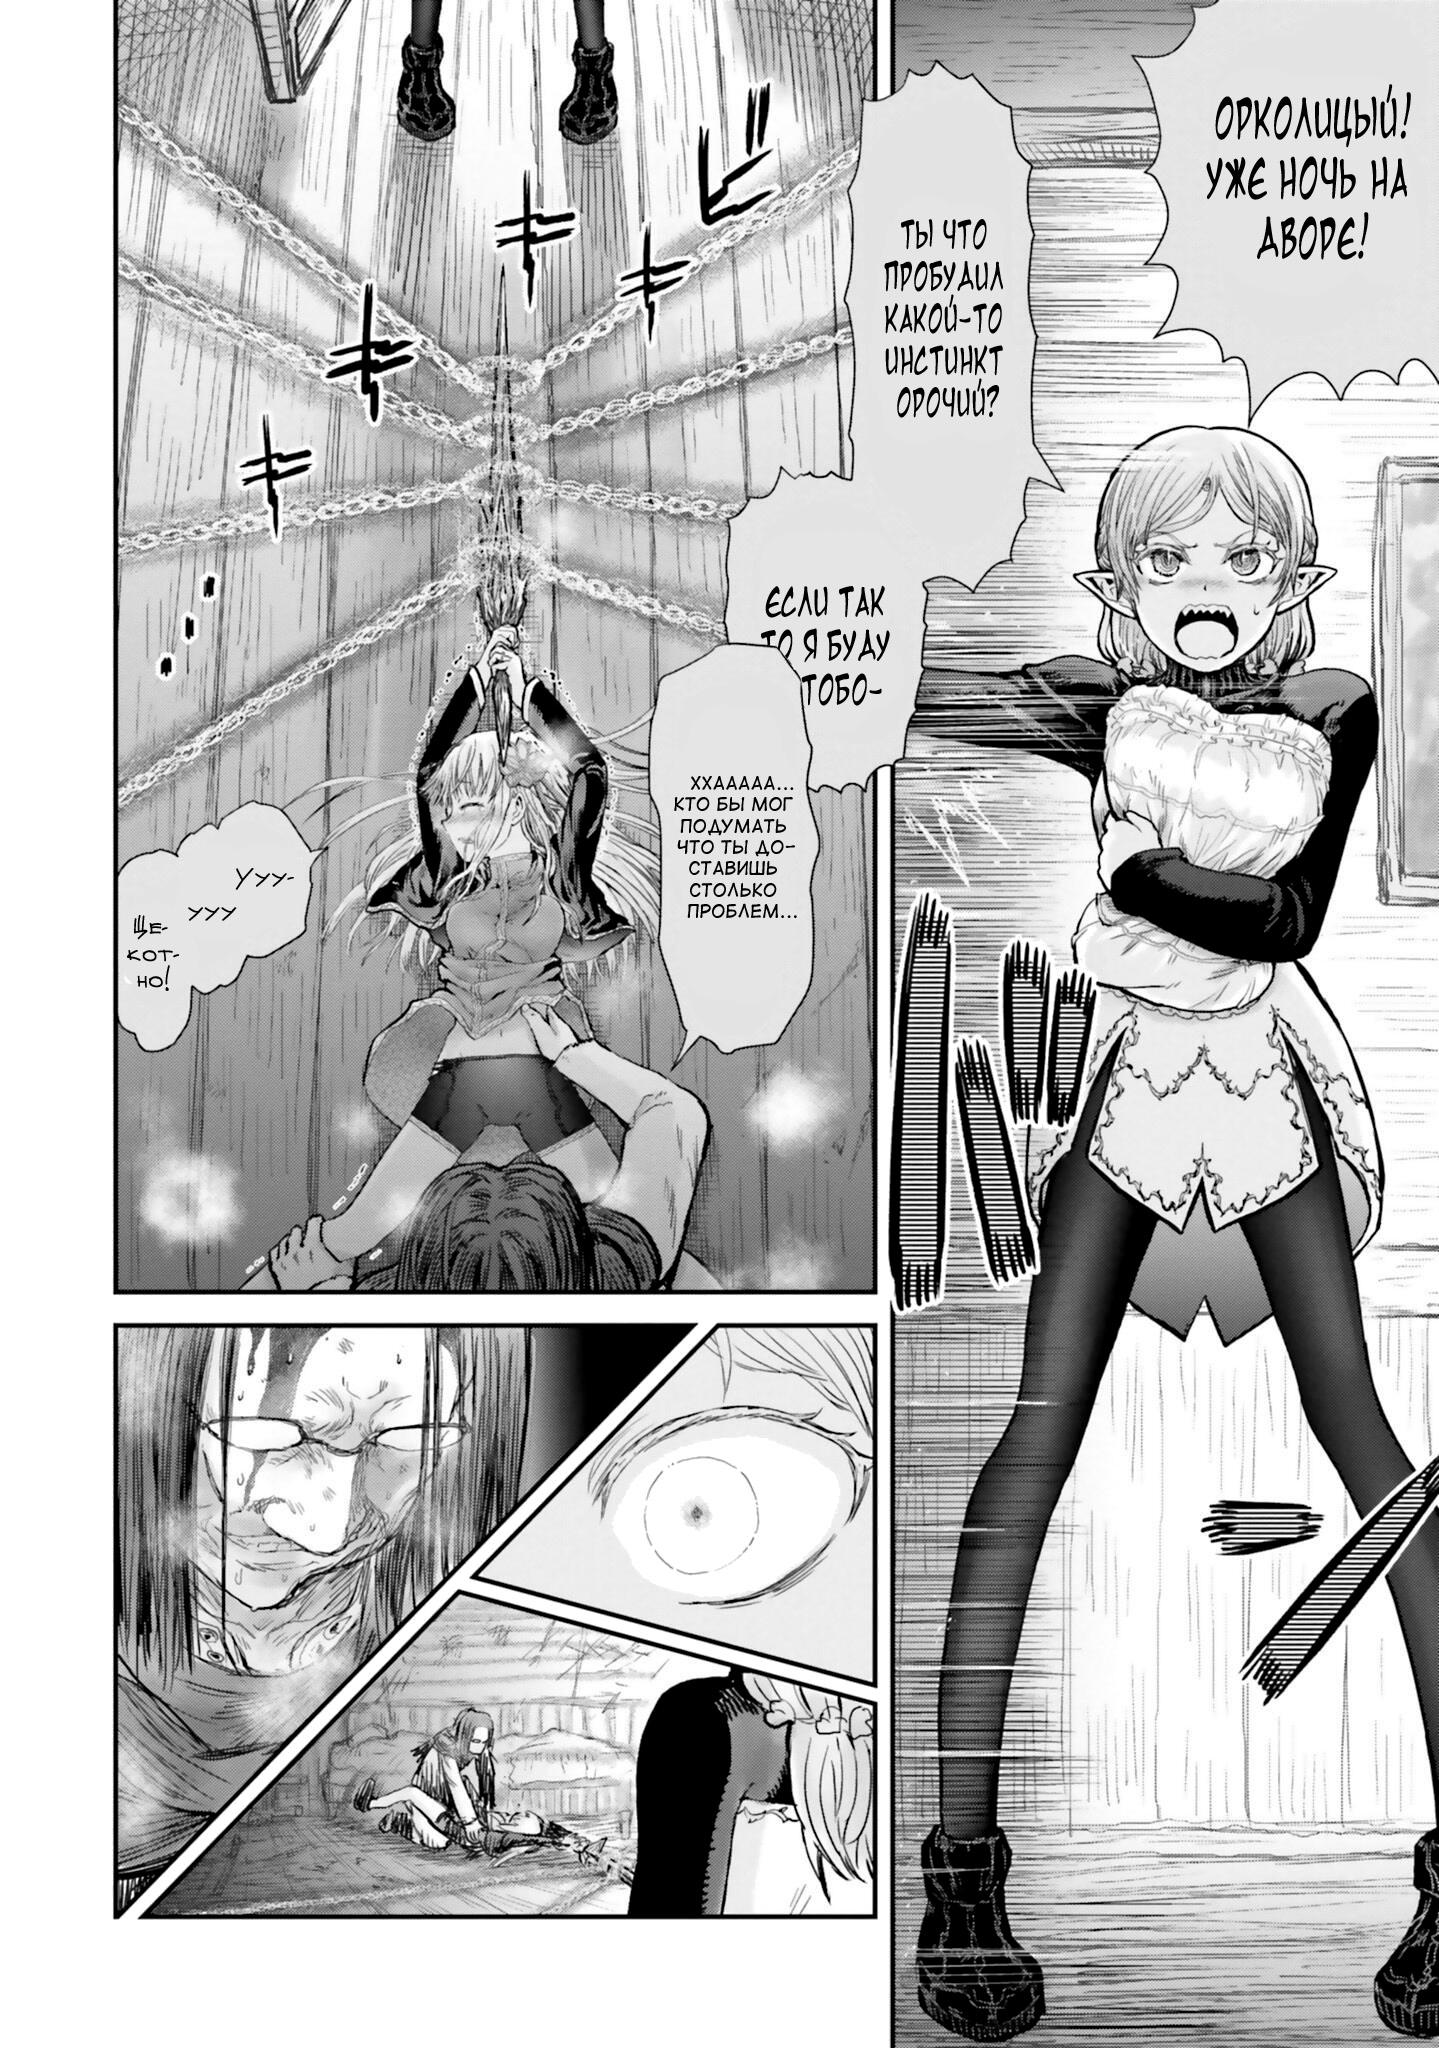 ОРКОЛИЦЫЙ!
УЖЕ НОЧЬ НА
ДВОРЕ!
ТЫ ЧТО
ПРОБУДИЛ
КАКОЙ-ТО
ИНСТИНКТ
ОРОЧИЙ?
ЕСЛИ ТАК
ТО Я БУДУ
ТОБО-
ХХААААА...
КТО БЫ МОГ
ПОДУМАТЬ
ЧТО ТЫ ДО-
СТАВИШЬ
СТОЛЬКО
ПРОБЛЕМ...
УУУ-
УУУ
ЩЕ-
КОТ-
НО!